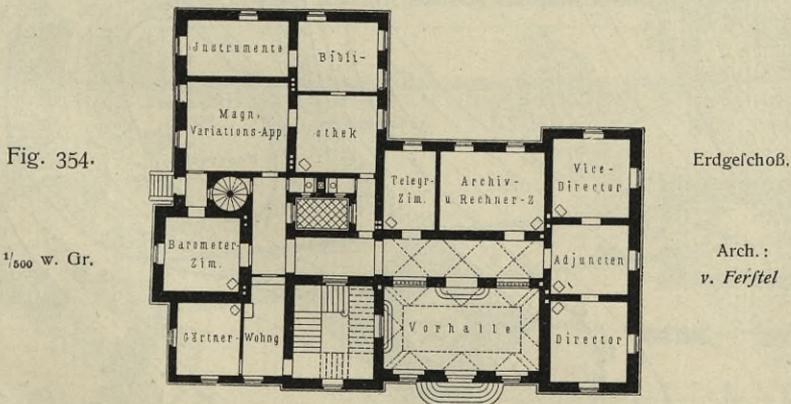 Fig. 354.
1/500 w. Gr.
Inſtrumente
Bibli-
Magn.
Variations-App.
othek
Telegr-
Zim.
Archiv-
u Rechner-Z
Vice-
Director
Barometer-
Zim.
Adjuncten
Gärtner-
Wohng
Vorhalle
Director
Erdgeſchoß.
Arch.:
v. Ferſtel